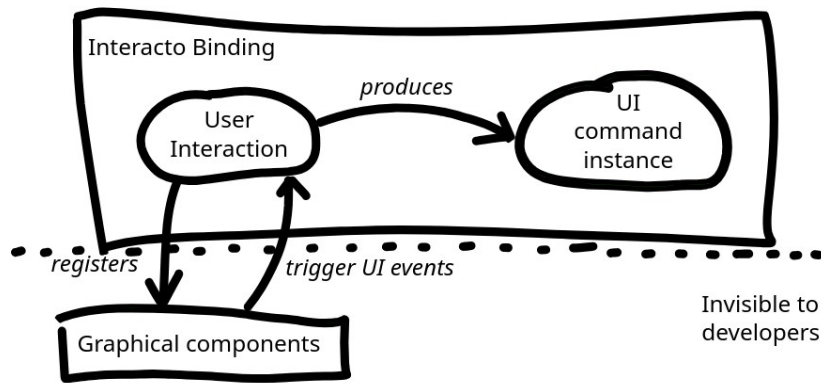 Interacto Binding
produces
User
Interaction
UI
command
instance
registers
trigger UI events
Invisible to
developers
Graphical components